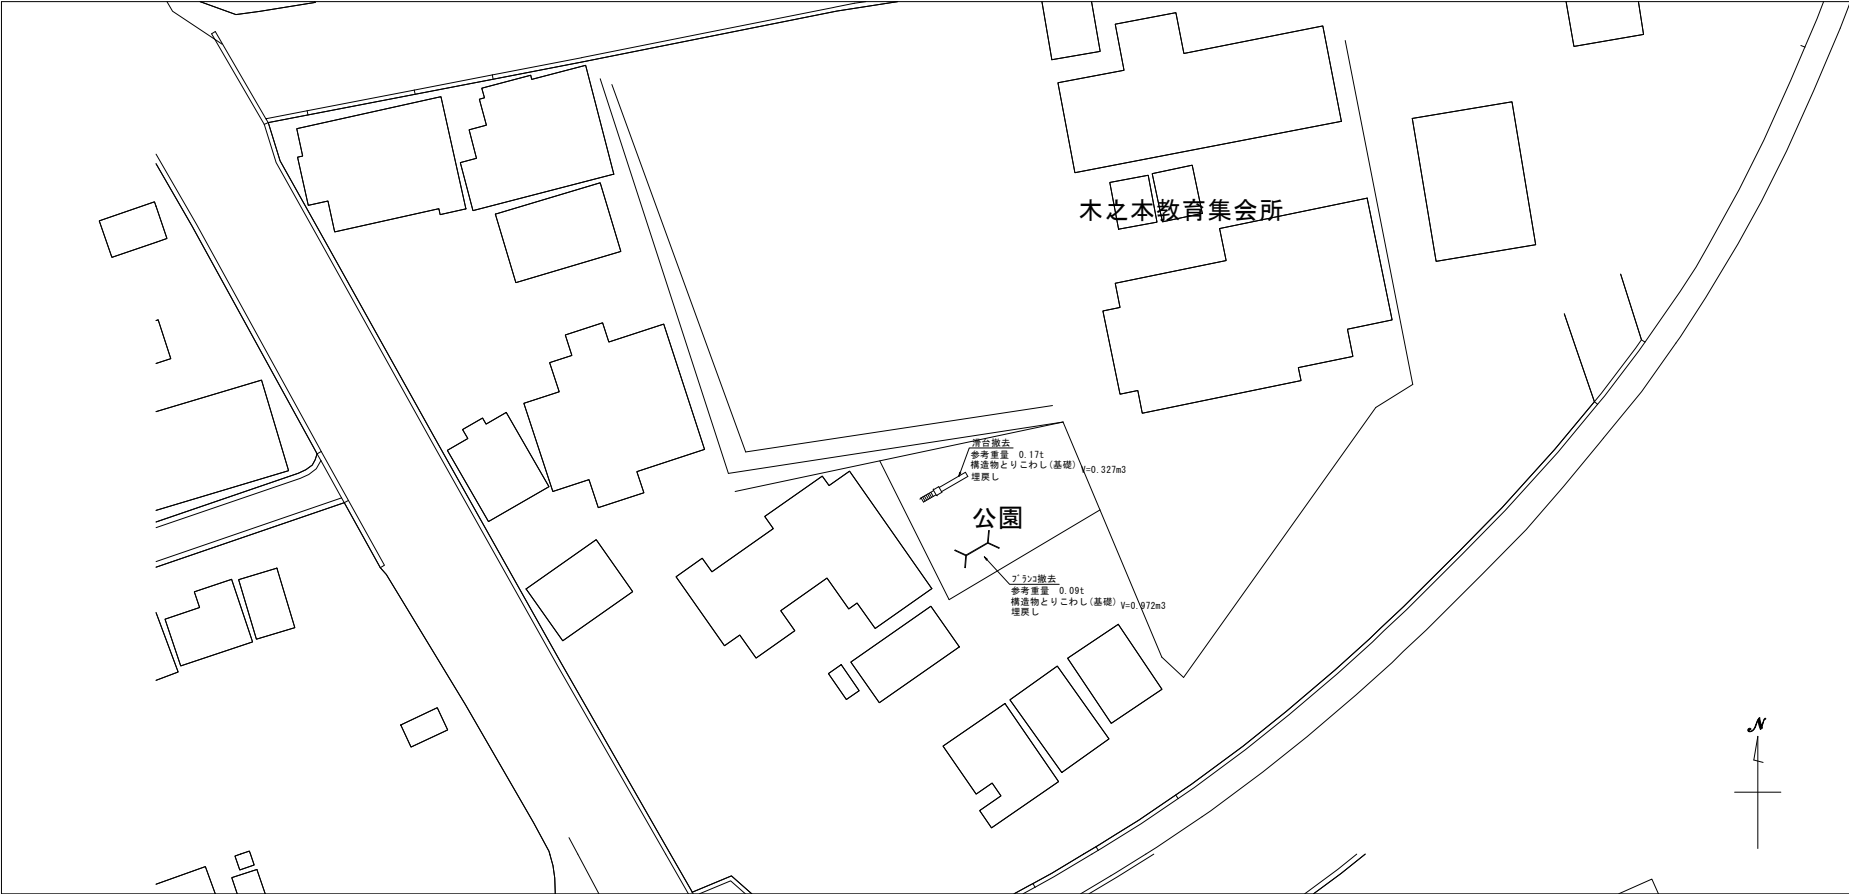 木之本教育集会所
滑台撤去
参考重量 0.17t
構造物とりこわし(基礎) V=0.327m3
埋戻し
公園
ブランコ撤去
参考重量 0.09t
構造物とりこわし(基礎) V=0.972m3
埋戻し
N